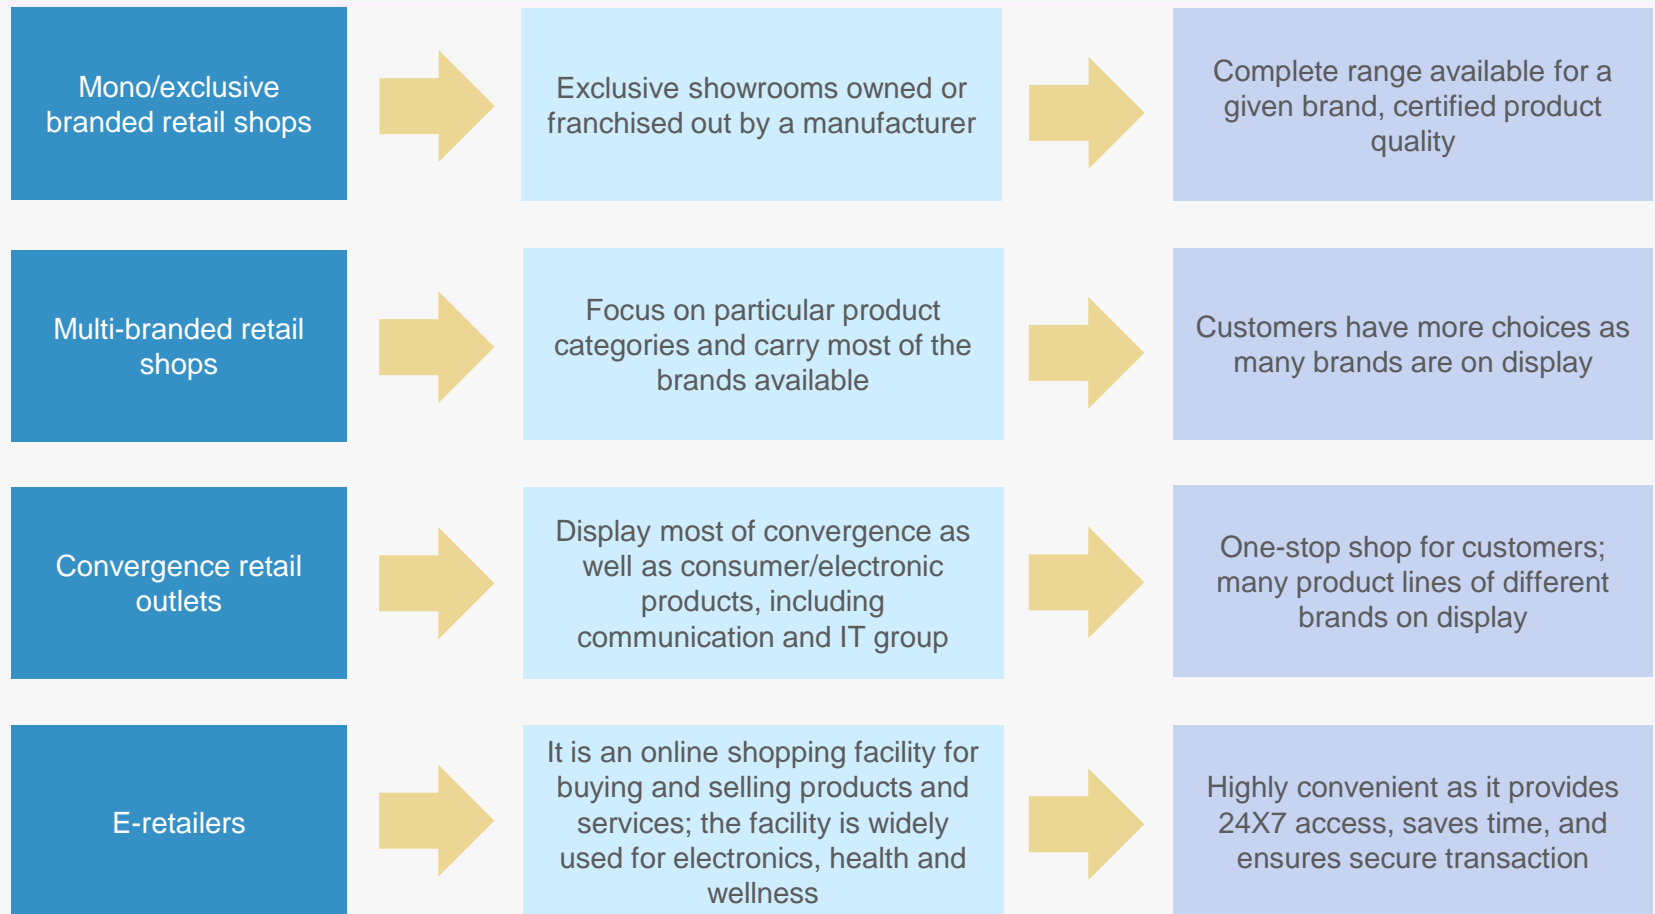 Mono/exclusive
branded retail shops
Exclusive showrooms owned or
franchised out by a manufacturer
Complete range available for a
given brand, certified product
quality
Multi-branded retail
shops
Focus on particular product
categories and carry most of the
brands available
Customers have more choices as
many brands are on display
Convergence retail
outlets
Display most of convergence as
well as consumer/electronic
products, including
communication and IT group
One-stop shop for customers;
many product lines of different
brands on display
E-retailers
It is an online shopping facility for
buying and selling products and
services; the facility is widely
used for electronics, health and
wellness
Highly convenient as it provides
24X7 access, saves time, and
ensures secure transaction